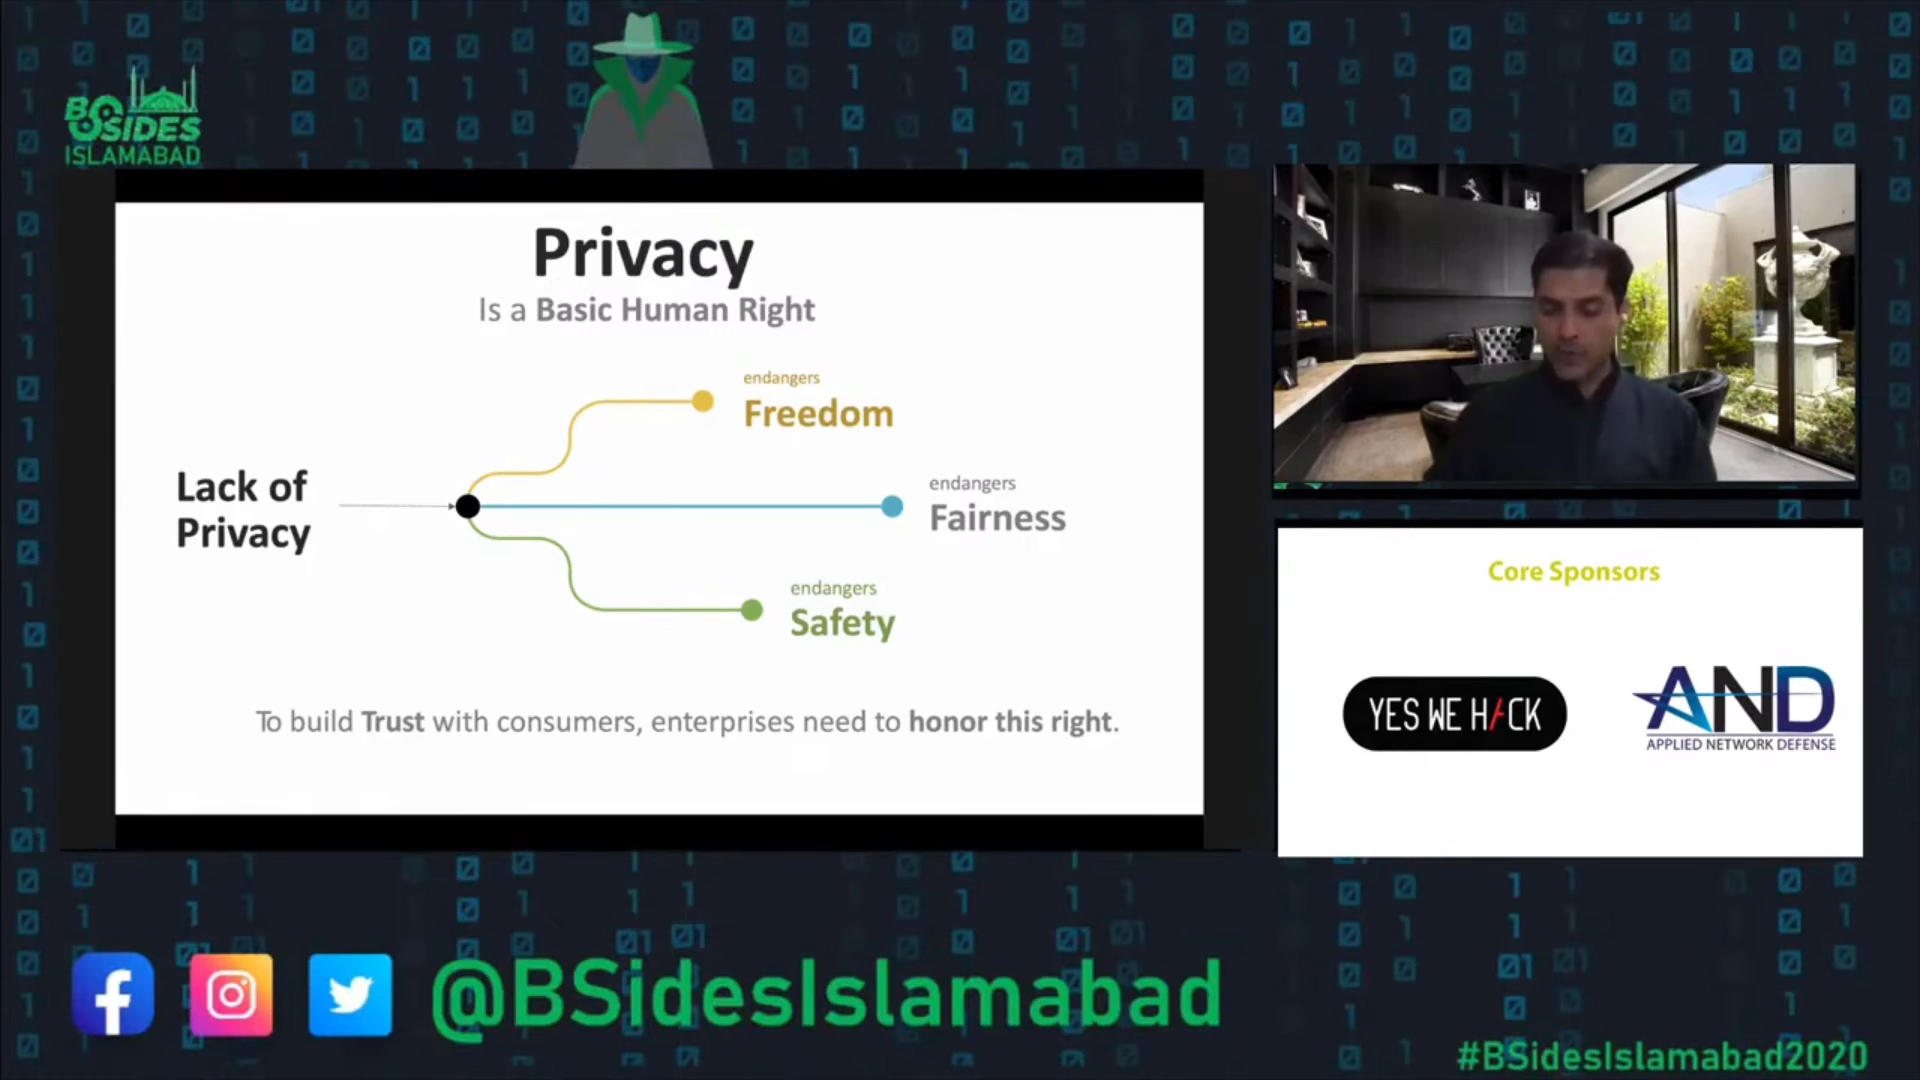 BSIDES
ISLAMABAD
Privacy
Is a Basic Human Right
endangers
Freedom
Lack of
Privacy
endangers
Fairness
endangers
Safety
To build Trust with consumers, enterprises need to honor this right.
Core Sponsors
YES WE HACK
AND
APPLIED NETWORK DEFENSE
@BSidesIslamabad
#BSidesIslamabad2020